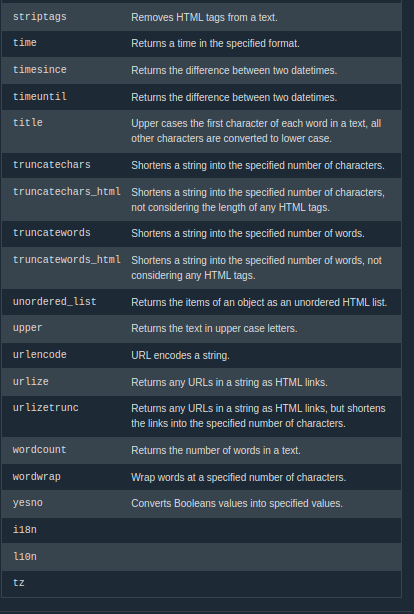 striptags Removes HTML tags from a text.
time Returns a time in the specified format.
timesince Returns the difference between two datetimes.
timeuntil Returns the difference between two datetimes.
title Upper cases the first character of each word in a text, all
other characters are converted to lower case.
truncatechars Shortens a string into the specified number of characters.
truncatechars_html Shortens a string into the specified number of characters,
not considering the length of any HTML tags.
truncatewords Shortens a string into the specified number of words.
truncatewords_html Shortens a string into the specified number of words, not
considering any HTML tags.
unordered_list Returns the items of an object as an unordered HTML list.
upper Returns the text in upper case letters.
urlencode URL encodes a string.
urlize Returns any URLs in a string as HTML links.
urlizetrunc Returns any URLs in a string as HTML links, but shortens
the links into the specified number of characters.
wordcount Returns the number of words in a text.
wordwrap Wrap words at a specified number of characters.
yesno Converts Booleans values into specified values.
i18n
l10n
tz